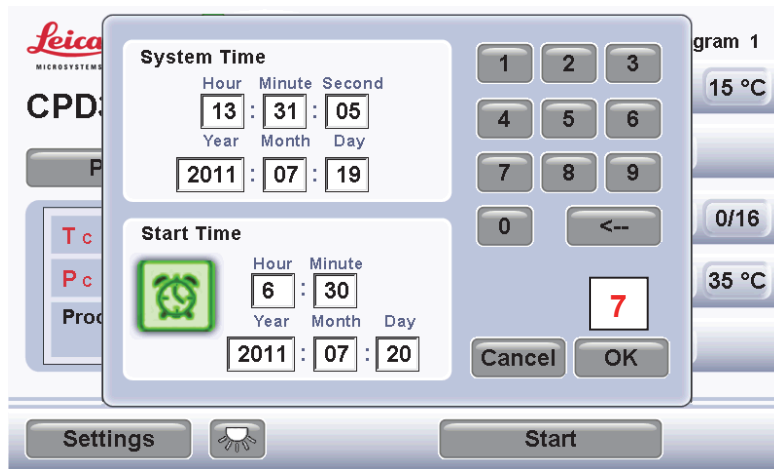 Leica
MICROSYSTEMS
gram 1
CPD
15 °C
P
System Time
Hour Minute Second
13 : 31 : 05
Year Month Day
2011 : 07 : 19
1 2 3
4 5 6
7 8 9
0 <--
Start Time
Hour Minute
6 : 30
Year Month Day
2011 : 07 : 20
7
Cancel OK
T c
P c
Proc
0/16
35 °C
Settings
Start